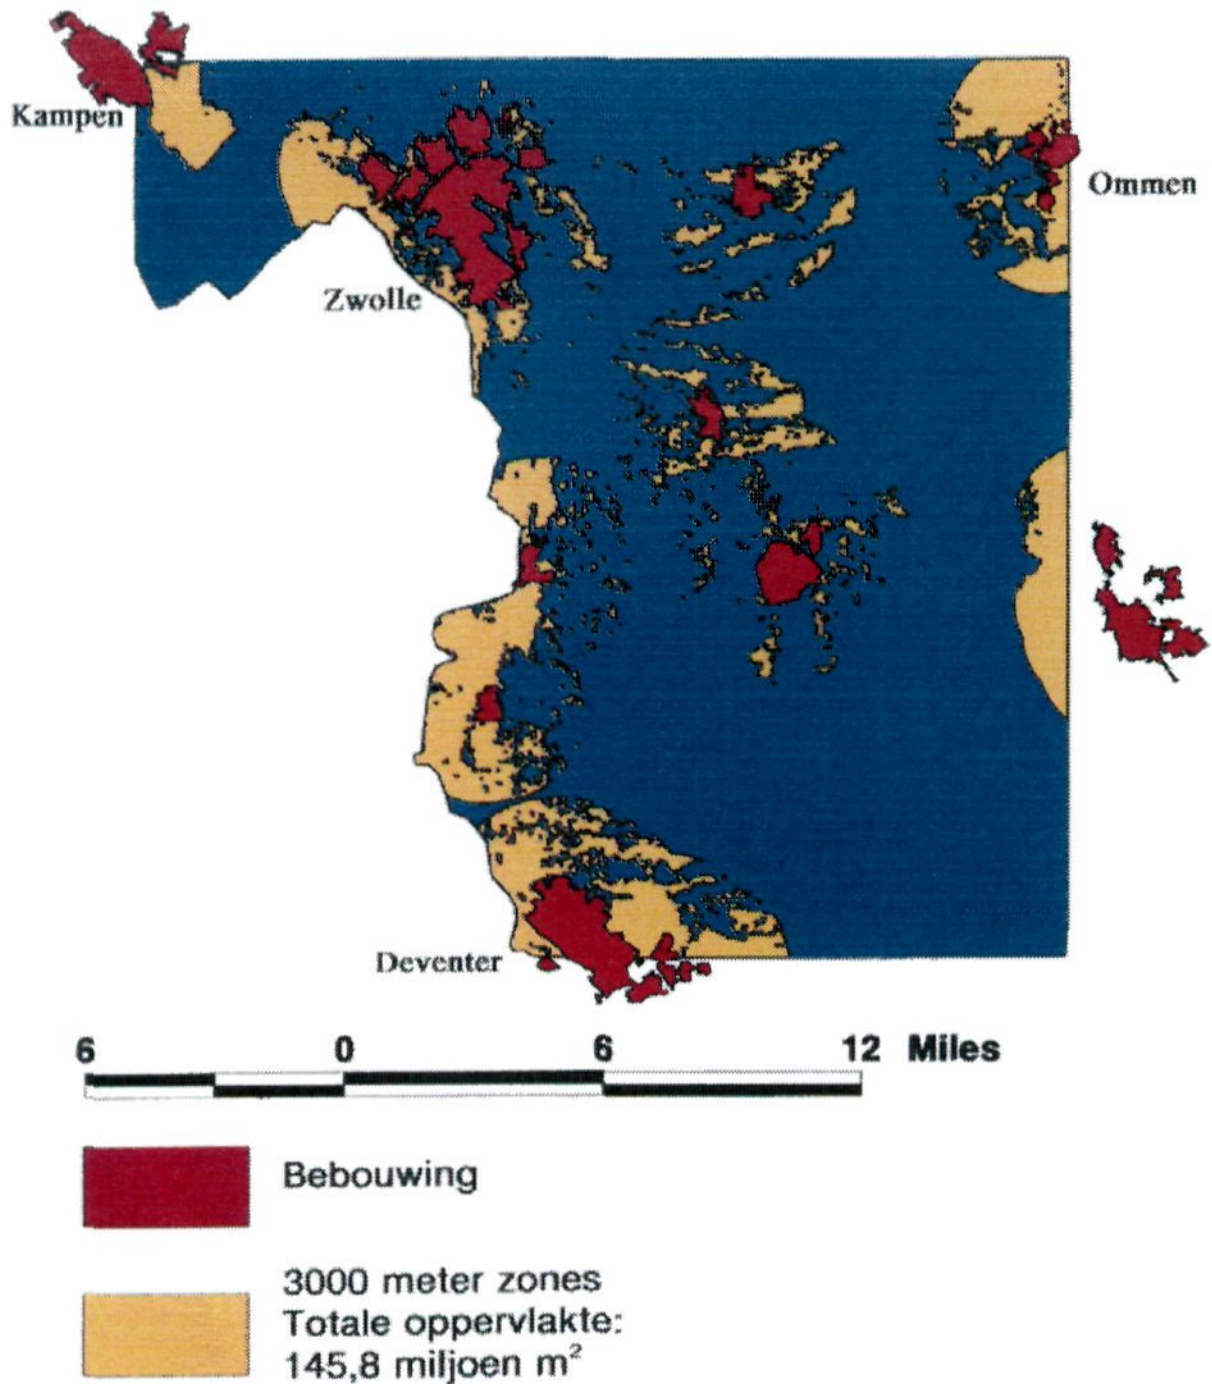 Kampen
Ommen
Zwolle
Deventer
6 0 6 12 Miles
Bebouwing
3000 meter zones
Totale oppervlakte:
145,8 miljoen m²